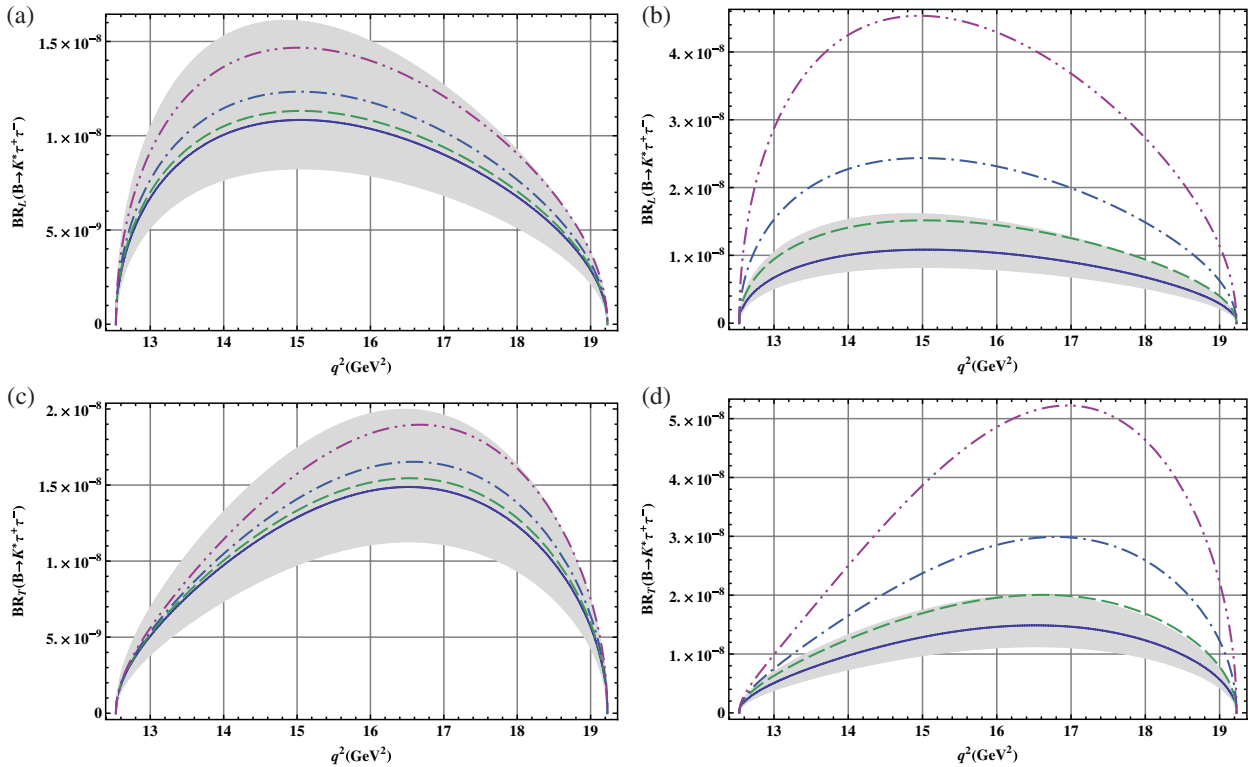 (a)
BR_L(B→K*τ⁺τ⁻)
1.5×10⁻⁸
1.×10⁻⁸
5.×10⁻⁹
0
13 14 15 16 17 18 19
q²(GeV²)
(b)
BR_L(B→K*τ⁺τ⁻)
4.×10⁻⁸
3.×10⁻⁸
2.×10⁻⁸
1.×10⁻⁸
0
13 14 15 16 17 18 19
q²(GeV²)
(c)
BR_T(B→K*τ⁺τ⁻)
2.×10⁻⁸
1.5×10⁻⁸
1.×10⁻⁸
5.×10⁻⁹
0
13 14 15 16 17 18 19
q²(GeV²)
(d)
BR_T(B→K*τ⁺τ⁻)
5.×10⁻⁸
4.×10⁻⁸
3.×10⁻⁸
2.×10⁻⁸
1.×10⁻⁸
0
13 14 15 16 17 18 19
q²(GeV²)